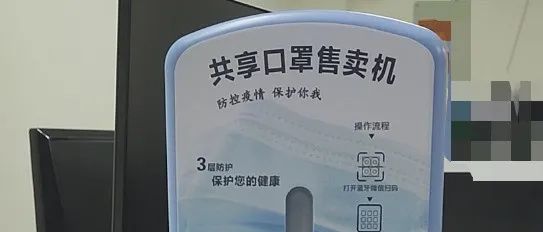 共享口罩售卖机
防控疫情 保护你我
操作流程
3层防护
保护您的健康
打开蓝牙微信扫码